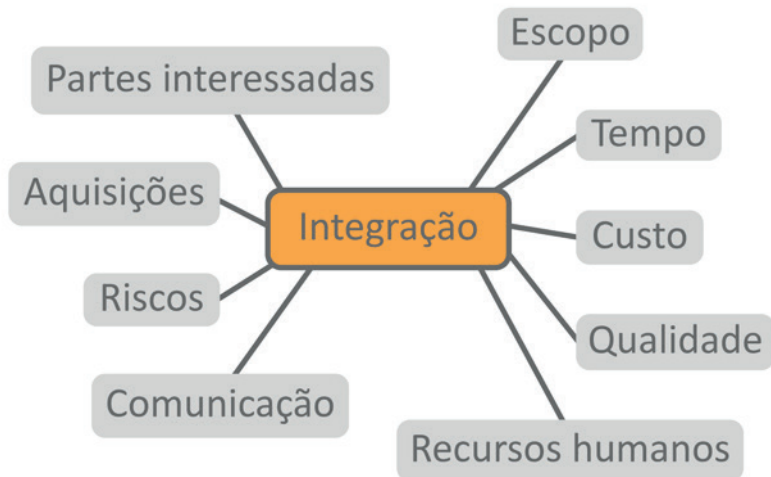 Escopo
Partes interessadas
Tempo
Aquisições
Integração
Custo
Riscos
Qualidade
Comunicação
Recursos humanos